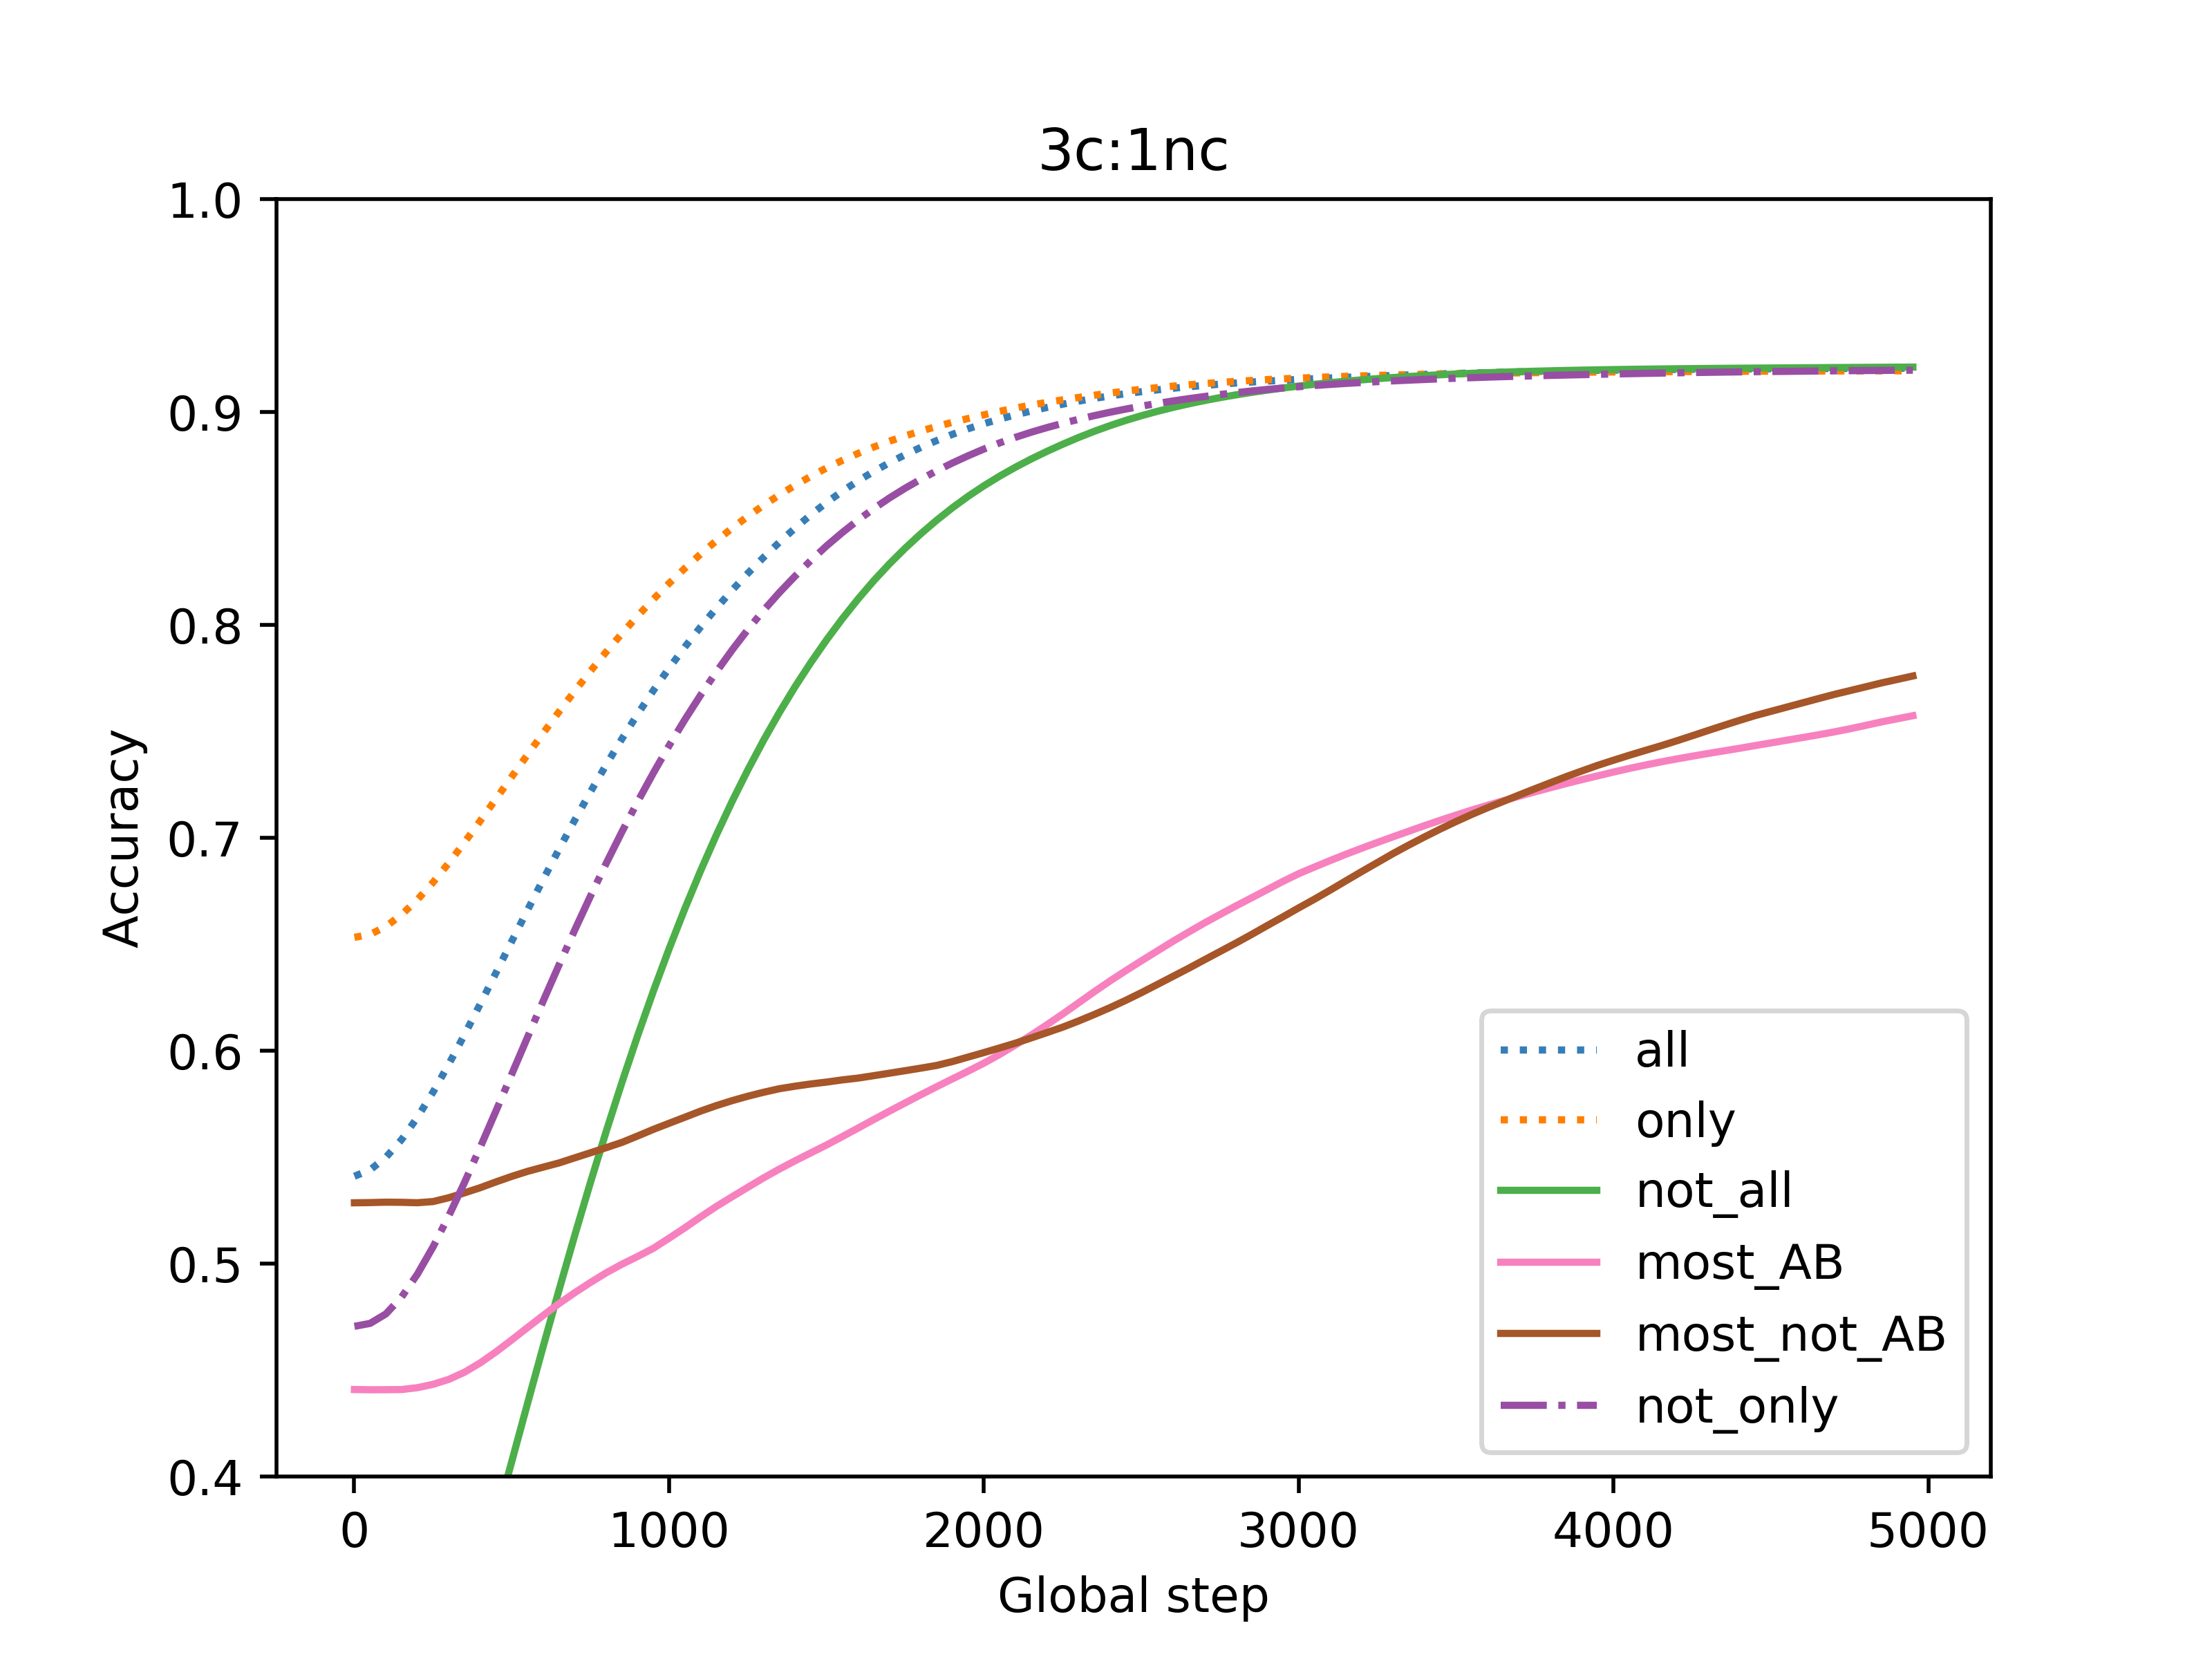 3c:1nc
1.0
0.9
0.8
0.7
0.6
0.5
0.4
Accuracy
0 1000 2000 3000 4000 5000
Global step
all
only
not_all
most_AB
most_not_AB
not_only